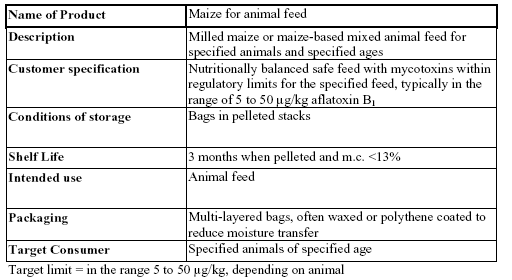 Name of Product Maize for animal feed
Description Milled maize or maize-based mixed animal feed for
specified animals and specified ages
Customer specification Nutritionally balanced safe feed with mycotoxins within
regulatory limits for the specified feed, typically in the
range of 5 to 50 µg/kg aflatoxin B1
Conditions of storage Bags in pelleted stacks
Shelf Life 3 months when pelleted and m.c. <13%
Intended use Animal feed
Packaging Multi-layered bags, often waxed or polythene coated to
reduce moisture transfer
Target Consumer Specified animals of specified age
Target limit = in the range 5 to 50 µg/kg, depending on animal